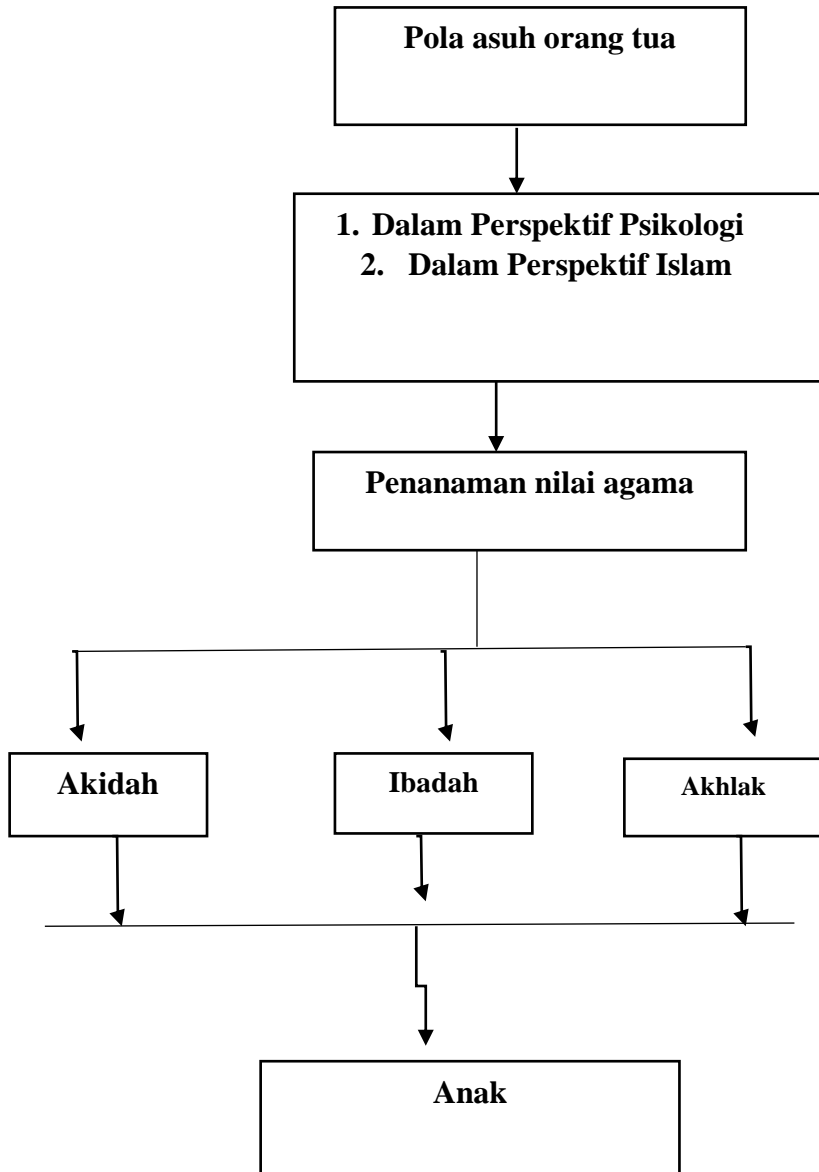 Pola asuh orang tua
1. Dalam Perspektif Psikologi
2. Dalam Perspektif Islam
Penanaman nilai agama
Akidah
Ibadah
Akhlak
Anak